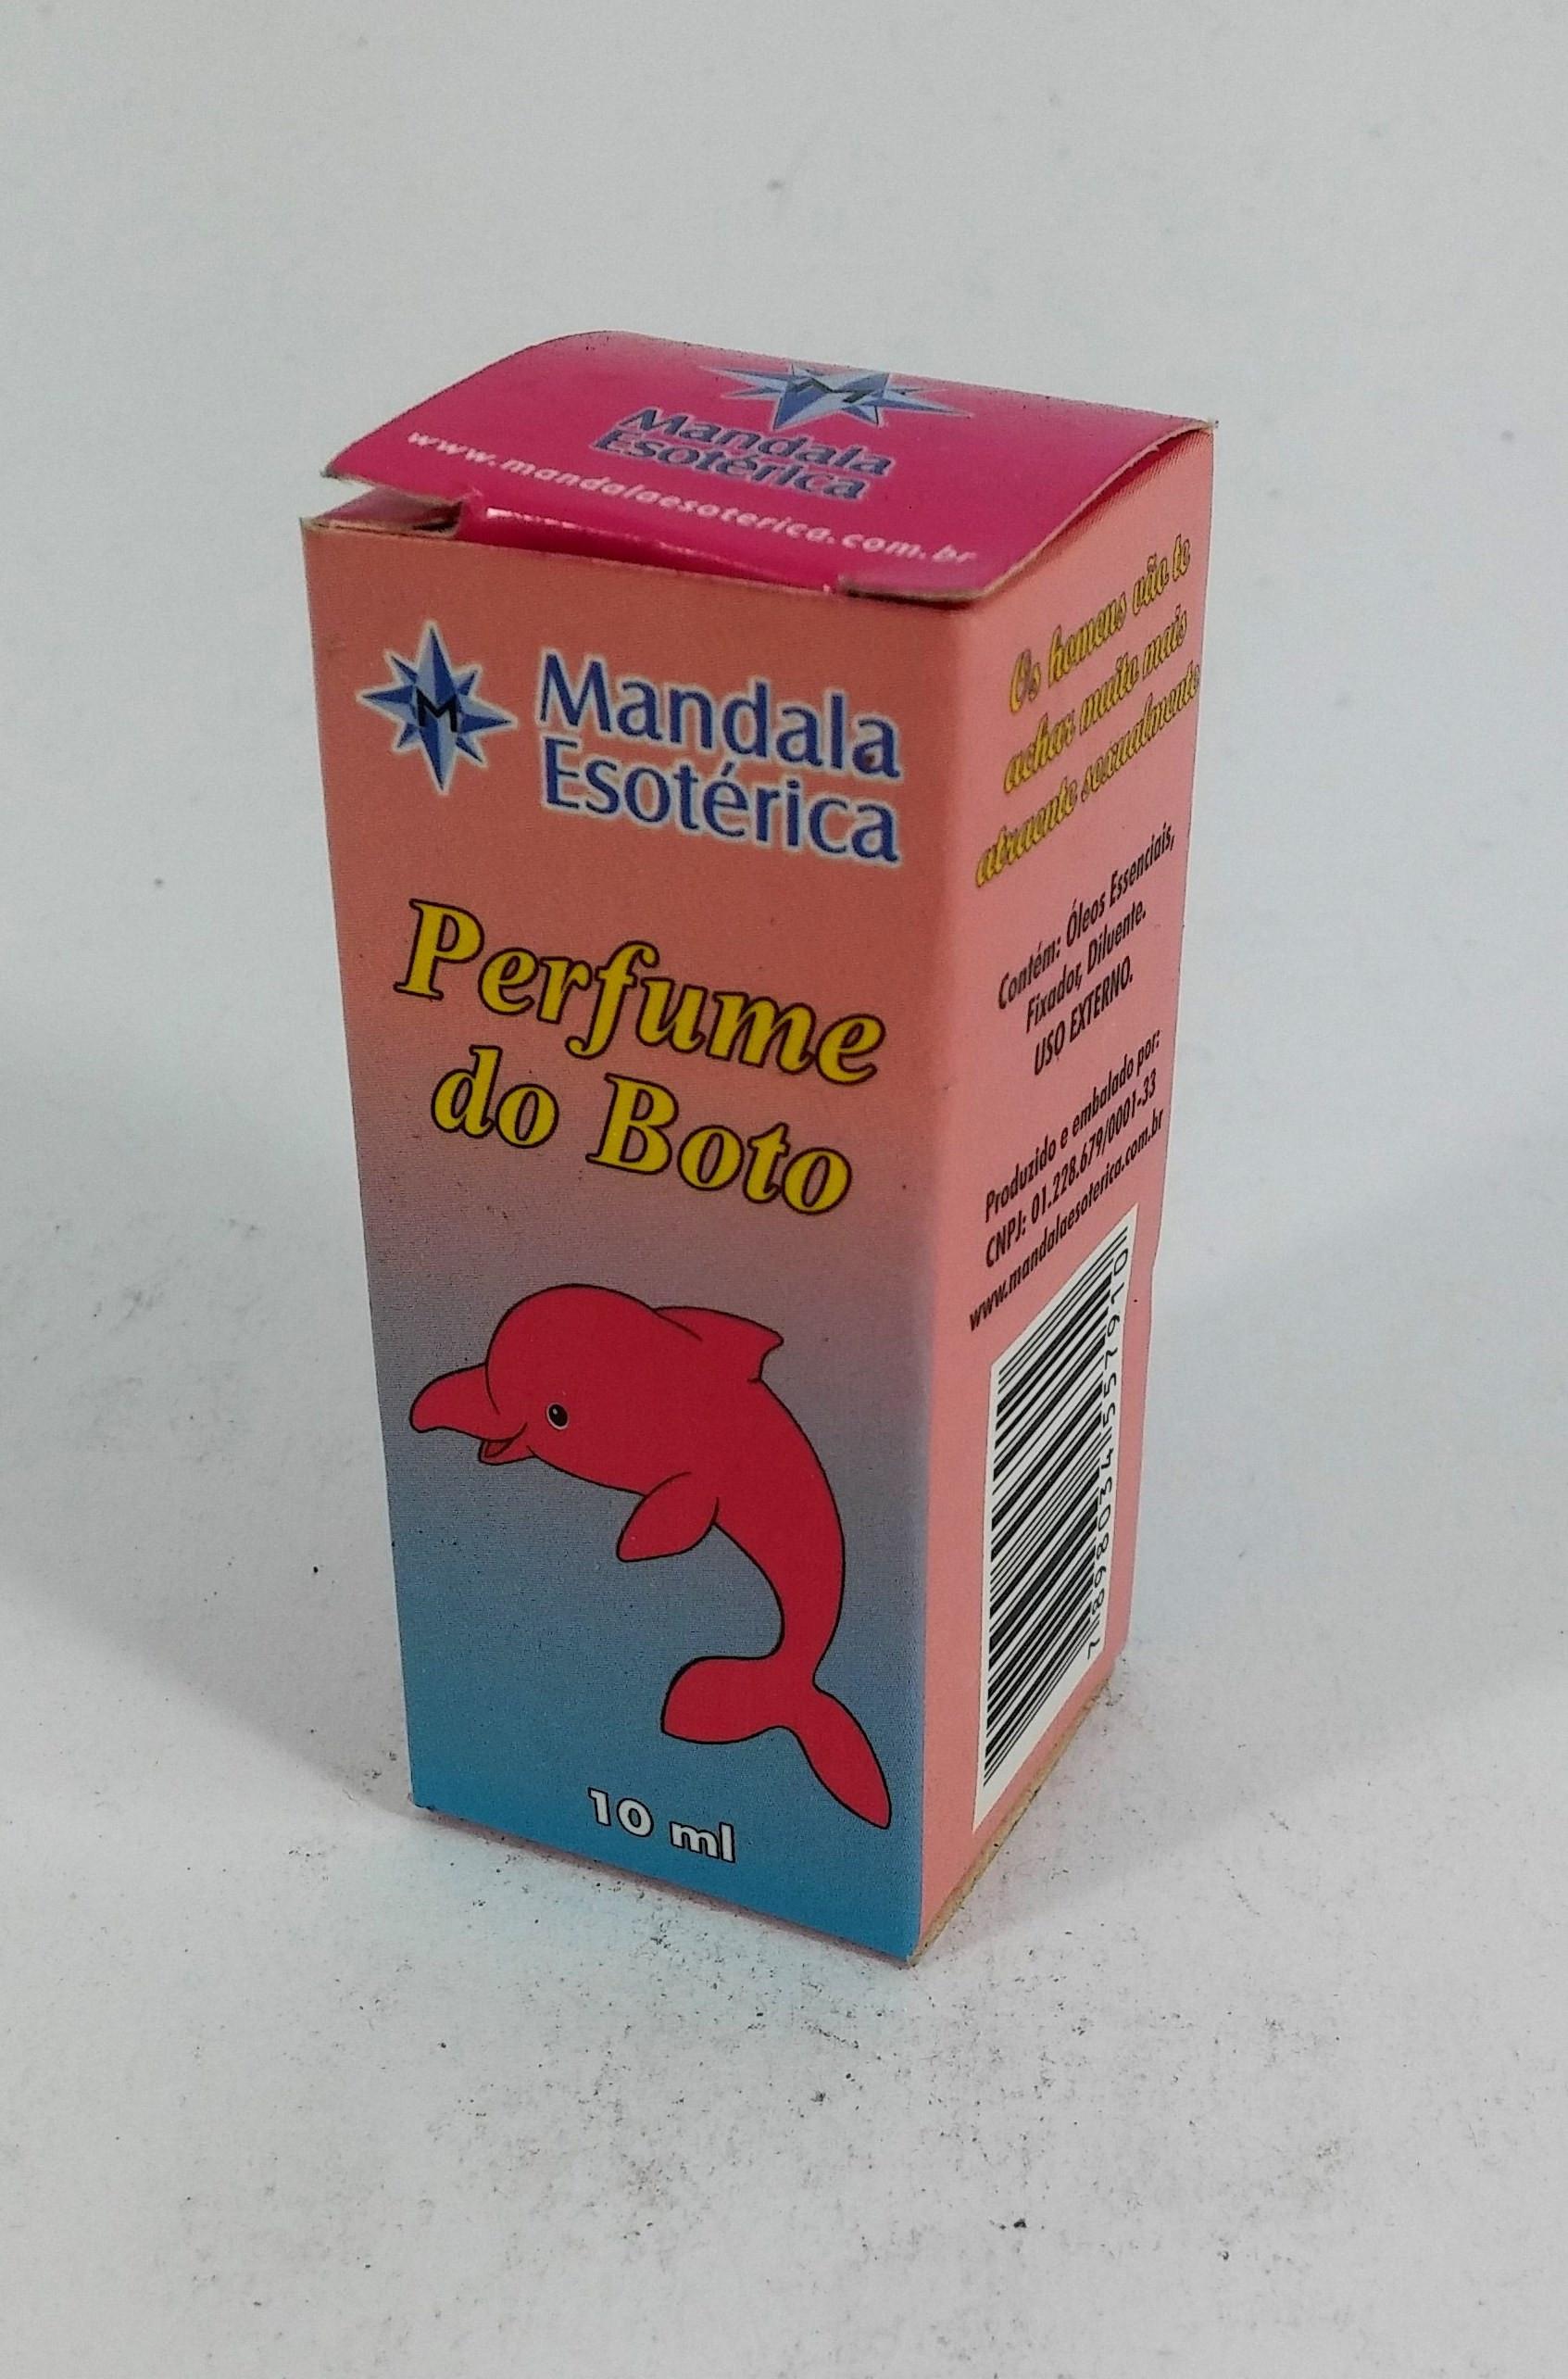 M
Mandala
Esotérica
www.mandalaesoterica.com.br
M
Mandala
Esotérica
Perfume
do Boto
10 ml
Os homens vão te
achar muito mais
atraente sexualmente
Contém: Óleos Essenciais,
Fixador, Diluente.
USO EXTERNO.
Produzido e embalado por:
CNPJ: 01.228.679/0001-33
www.mandalaesoterica.com.br
7898034557910